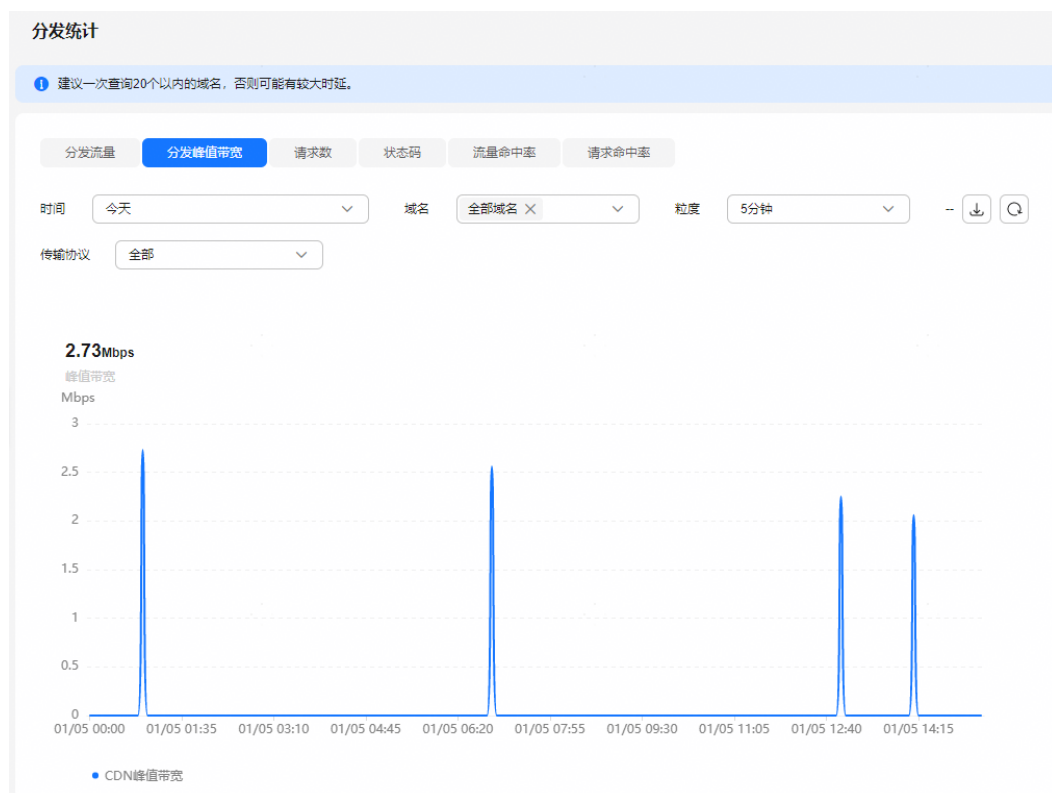 分发统计
建议一次查询20个以内的域名，否则可能有较大时延。
分发流量 分发峰值带宽 请求数 状态码 流量命中率 请求命中率
时间 今天 域名 全部域名 粒度 5分钟 --
传输协议 全部
2.73Mbps
峰值带宽
Mbps
3
2.5
2
1.5
1
0.5
0
01/05 00:00 01/05 01:35 01/05 03:10 01/05 04:45 01/05 06:20 01/05 07:55 01/05 09:30 01/05 11:05 01/05 12:40 01/05 14:15
CDN峰值带宽